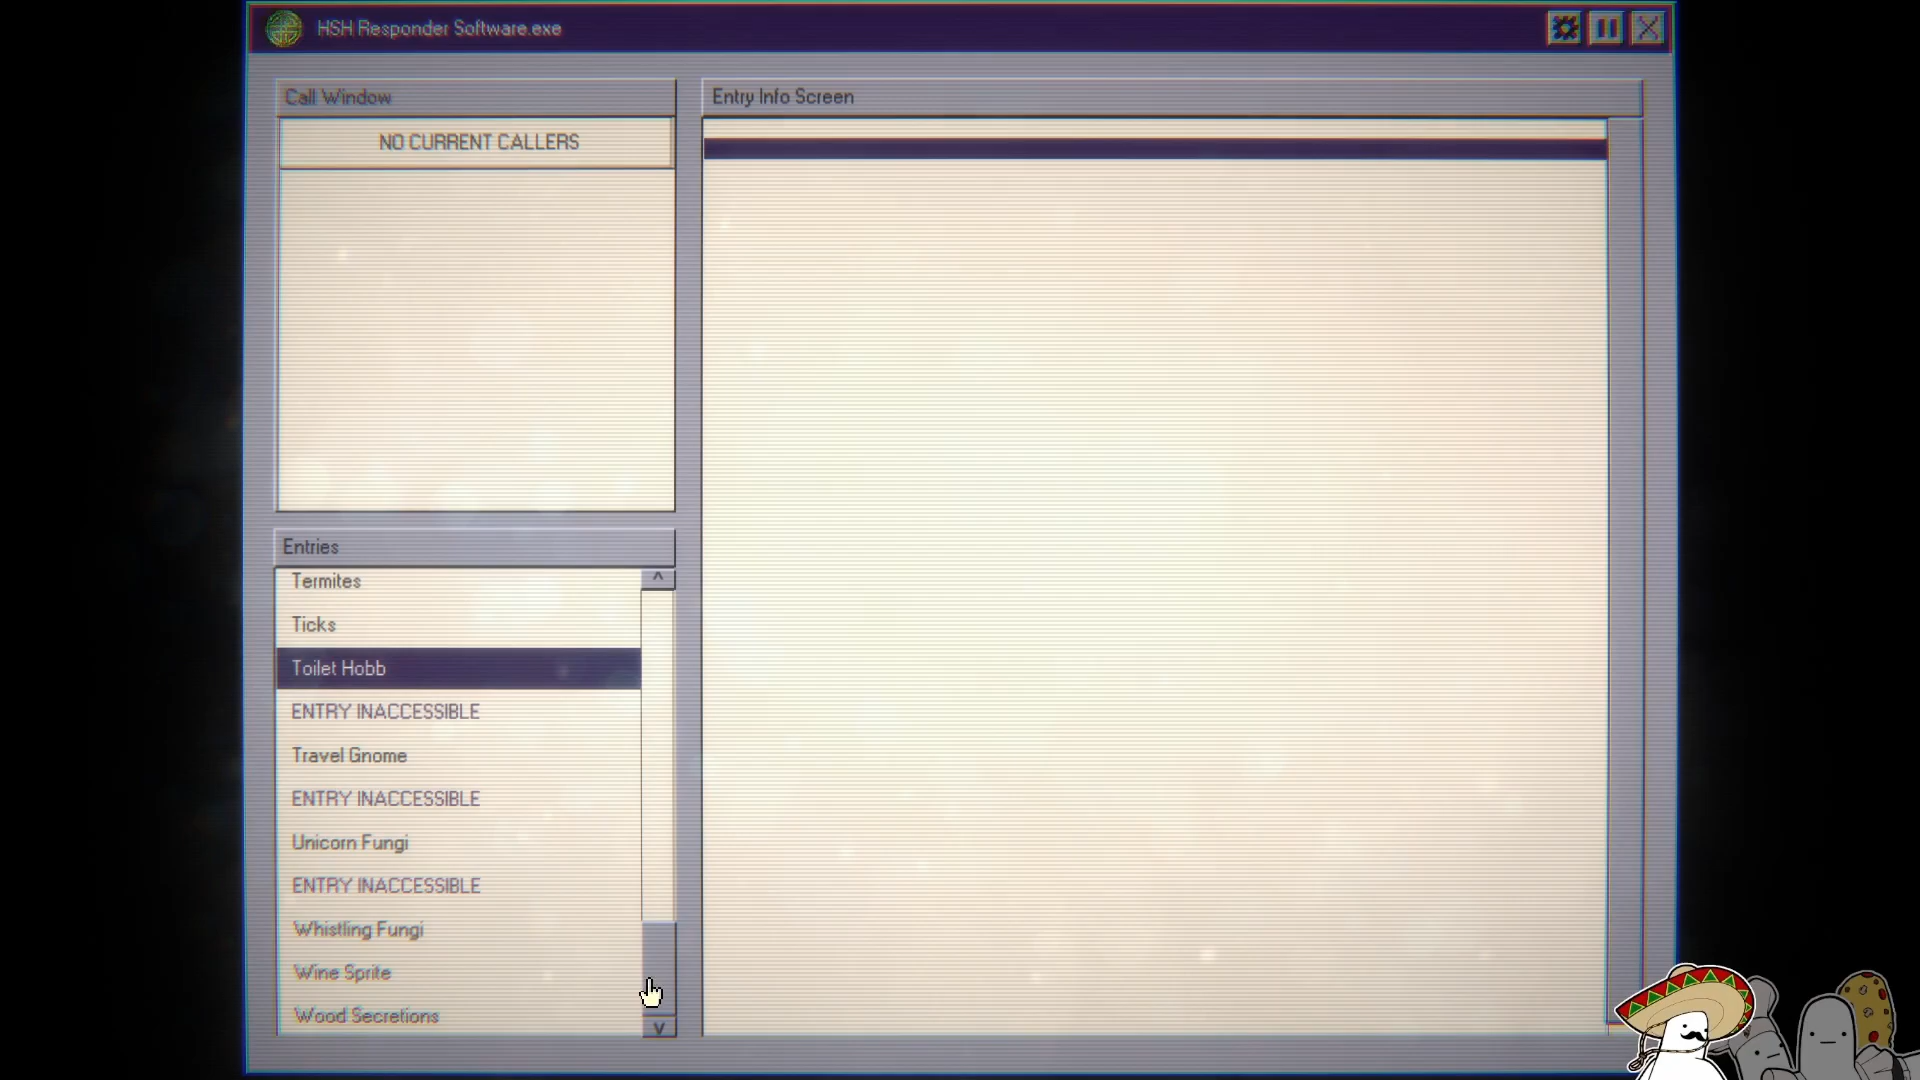 HSH Responder Software.exe
Call Window
NO CURRENT CALLERS
Entry Info Screen
Entries
Termites
Ticks
Toilet Hobb
ENTRY INACCESSIBLE
Travel Gnome
ENTRY INACCESSIBLE
Unicorn Fungi
ENTRY INACCESSIBLE
Whistling Fungi
Wine Sprite
Wood Secretions